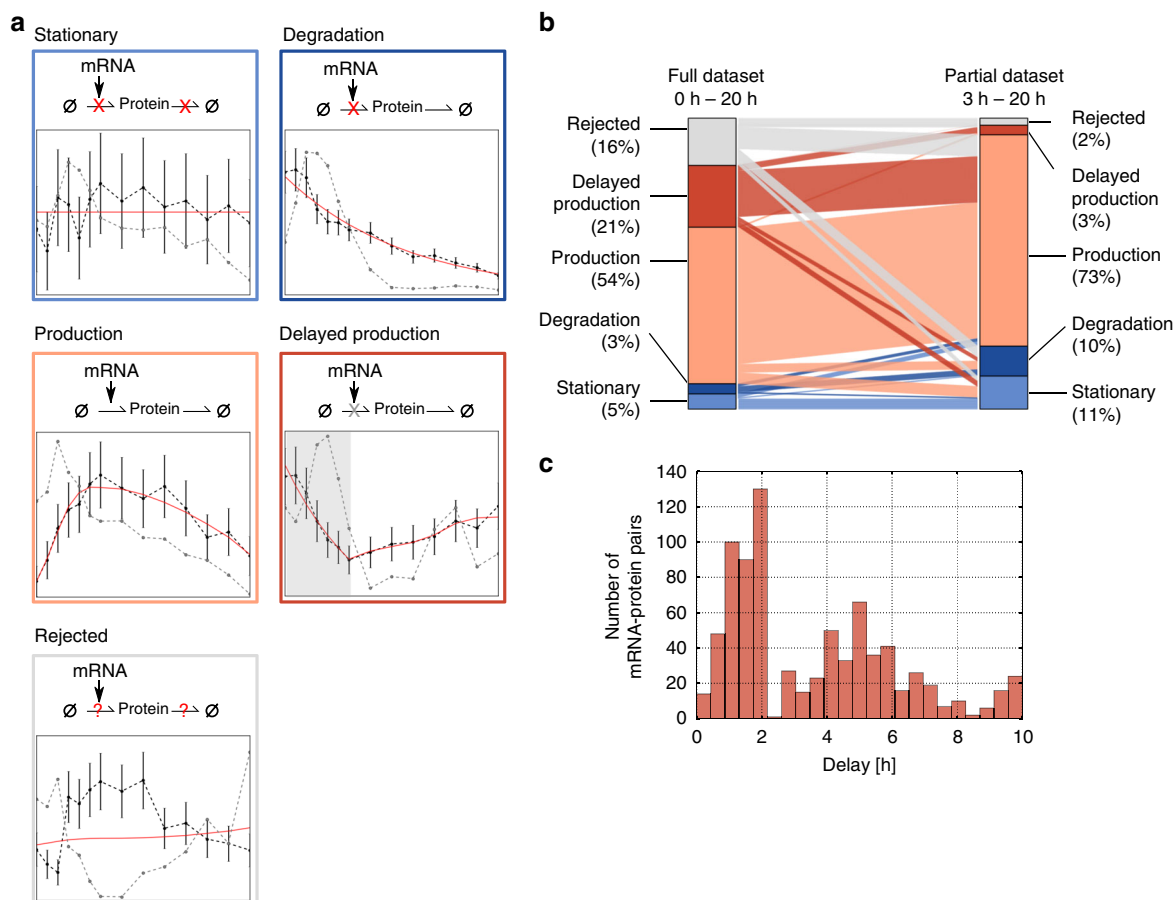 a
Stationary
mRNA
Ø X Protein X Ø
Degradation
mRNA
Ø X Protein Ø
Production
mRNA
Ø Protein Ø
Delayed production
mRNA
Ø X Protein Ø
Rejected
mRNA
Ø ? Protein ? Ø
b
Full dataset
0 h – 20 h
Partial dataset
3 h – 20 h
Rejected
(16%)
Delayed
production
(21%)
Production
(54%)
Degradation
(3%)
Stationary
(5%)
Rejected
(2%)
Delayed
production
(3%)
Production
(73%)
Degradation
(10%)
Stationary
(11%)
c
Number of
mRNA-protein pairs
140
120
100
80
60
40
20
0
0 2 4 6 8 10
Delay [h]